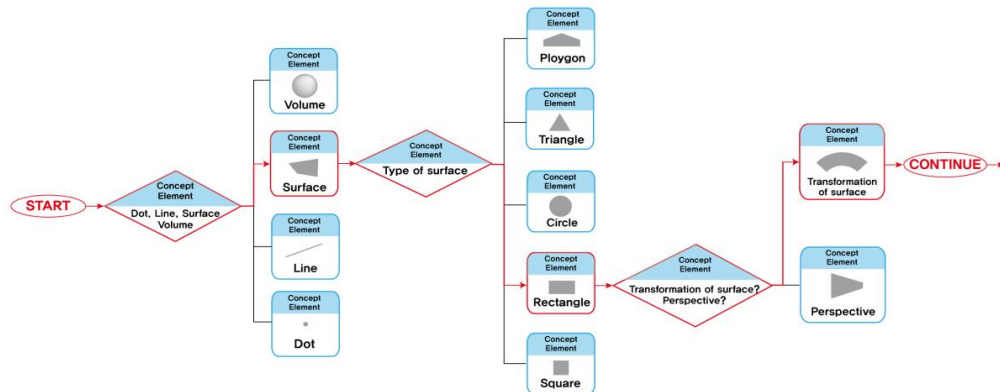 START
Concept
Element
Dot, Line, Surface
Volume
Concept
Element
Volume
Concept
Element
Surface
Concept
Element
Line
Concept
Element
Dot
Concept
Element
Type of surface
Concept
Element
Ploygon
Concept
Element
Triangle
Concept
Element
Circle
Concept
Element
Rectangle
Concept
Element
Square
Concept
Element
Transformation of surface?
Perspective?
Concept
Element
Transformation
of surface
Concept
Element
Perspective
CONTINUE